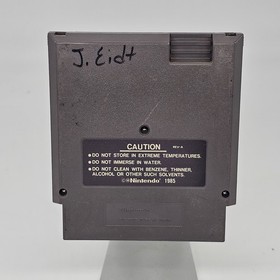 J. Eidt
CAUTION
REV-A
•DO NOT STORE IN EXTREME TEMPERATURES.
•DO NOT IMMERSE IN WATER.
•DO NOT CLEAN WITH BENZENE, THINNER,
ALCOHOL OR OTHER SUCH SOLVENTS.
©®Nintendo® 1985